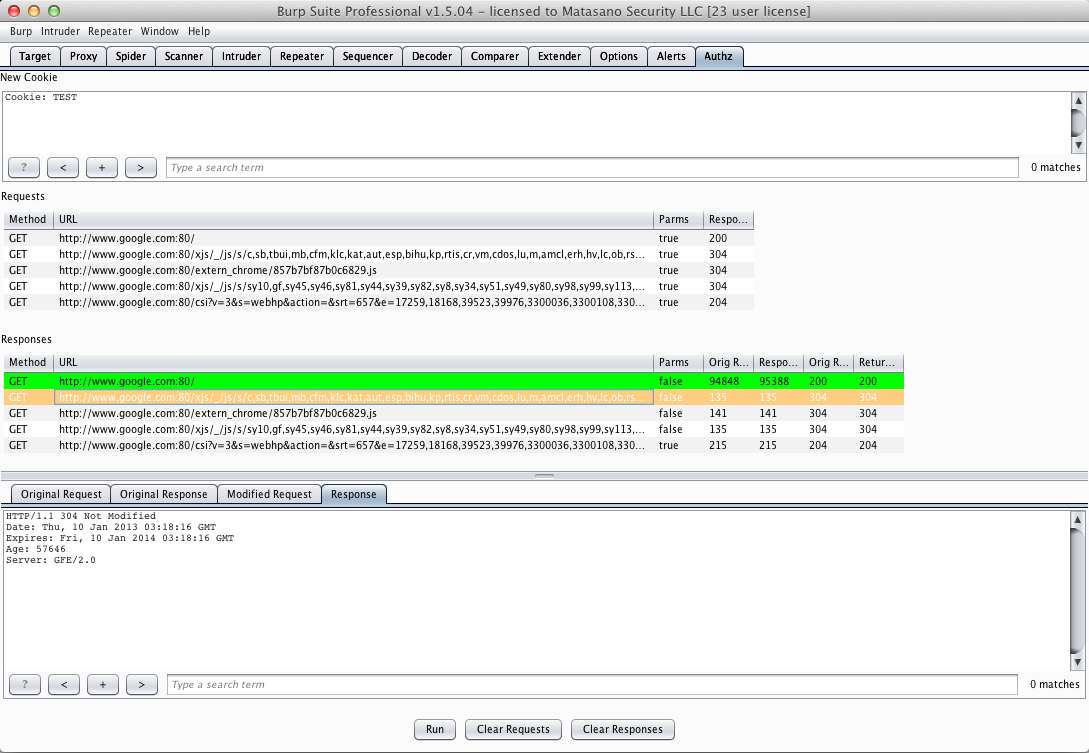 Burp Suite Professional v1.5.04 – licensed to Matasano Security LLC [23 user license]
Burp Intruder Repeater Window Help
Target Proxy Spider Scanner Intruder Repeater Sequencer Decoder Comparer Extender Options Alerts Authz
New Cookie
Cookie: TEST
? < + > Type a search term 0 matches
Requests
Method URL Parms Respo...
GET http://www.google.com:80/ true 200
GET http://www.google.com:80/xjs/_/js/s/c,sb,tbui,mb,cfm,klc,kat,aut,esp,bihu,kp,rtis,cr,vm,cdos,lu,m,amcl,erh,hv,lc,ob,rs... true 304
GET http://www.google.com:80/extern_chrome/857b7bf87b0c6829.js true 304
GET http://www.google.com:80/xjs/_/js/s/sy10,gf,sy45,sy46,sy81,sy44,sy39,sy82,sy8,sy34,sy51,sy49,sy80,sy98,sy99,sy113,... true 304
GET http://www.google.com:80/csi?v=3&s=webhp&action=&srt=657&e=17259,18168,39523,39976,3300036,3300108,330... true 204
Responses
Method URL Parms Orig R... Respo... Orig R... Retur...
GET http://www.google.com:80/ false 94848 95388 200 200
GET http://www.google.com:80/xjs/_/js/s/c,sb,tbui,mb,cfm,klc,kat,aut,esp,bihu,kp,rtis,cr,vm,cdos,lu,m,amcl,erh,hv,lc,ob,rs... false 135 135 304 304
GET http://www.google.com:80/extern_chrome/857b7bf87b0c6829.js false 141 141 304 304
GET http://www.google.com:80/xjs/_/js/s/sy10,gf,sy45,sy46,sy81,sy44,sy39,sy82,sy8,sy34,sy51,sy49,sy80,sy98,sy99,sy113,... false 135 135 304 304
GET http://www.google.com:80/csi?v=3&s=webhp&action=&srt=657&e=17259,18168,39523,39976,3300036,3300108,330... true 215 215 204 204
Original Request Original Response Modified Request Response
HTTP/1.1 304 Not Modified
Date: Thu, 10 Jan 2013 03:18:16 GMT
Expires: Fri, 10 Jan 2014 03:18:16 GMT
Age: 57646
Server: GFE/2.0
? < + > Type a search term 0 matches
Run Clear Requests Clear Responses